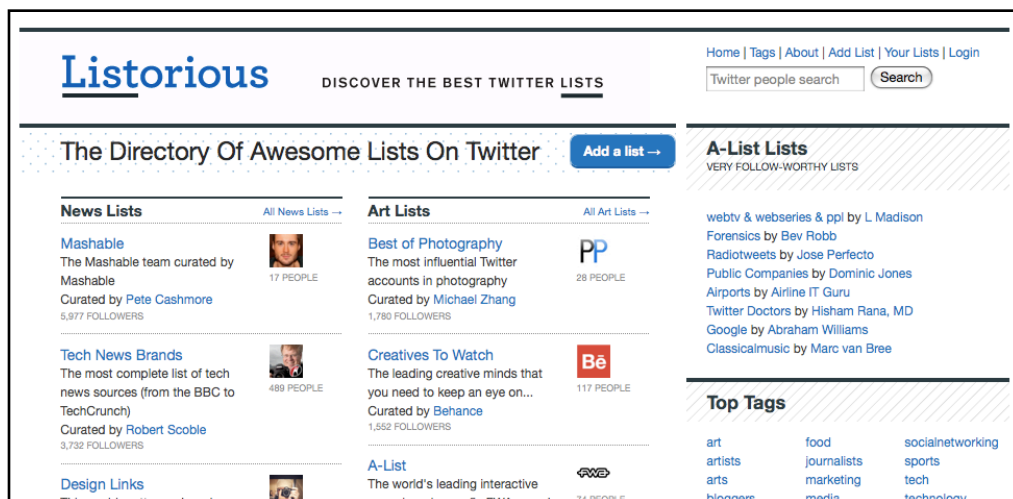 Listorious
DISCOVER THE BEST TWITTER LISTS
Home | Tags | About | Add List | Your Lists | Login
Twitter people search
Search
The Directory Of Awesome Lists On Twitter
Add a list →
News Lists
All News Lists →
Mashable
The Mashable team curated by
Mashable
Curated by Pete Cashmore
5,977 FOLLOWERS
17 PEOPLE
Tech News Brands
The most complete list of tech
news sources (from the BBC to
TechCrunch)
Curated by Robert Scoble
3,732 FOLLOWERS
489 PEOPLE
Design Links
Art Lists
All Art Lists →
Best of Photography
The most influential Twitter
accounts in photography
Curated by Michael Zhang
1,780 FOLLOWERS
PP
28 PEOPLE
Creatives To Watch
The leading creative minds that
you need to keep an eye on...
Curated by Behance
1,552 FOLLOWERS
Bē
117 PEOPLE
A-List
The world's leading interactive
FWA
74 PEOPLE
A-List Lists
VERY FOLLOW-WORTHY LISTS
webtv & webseries & ppl by L Madison
Forensics by Bev Robb
Radiotweets by Jose Perfecto
Public Companies by Dominic Jones
Airports by Airline IT Guru
Twitter Doctors by Hisham Rana, MD
Google by Abraham Williams
Classicalmusic by Marc van Bree
Top Tags
art food socialnetworking
artists journalists sports
arts marketing tech
bloggers media technology